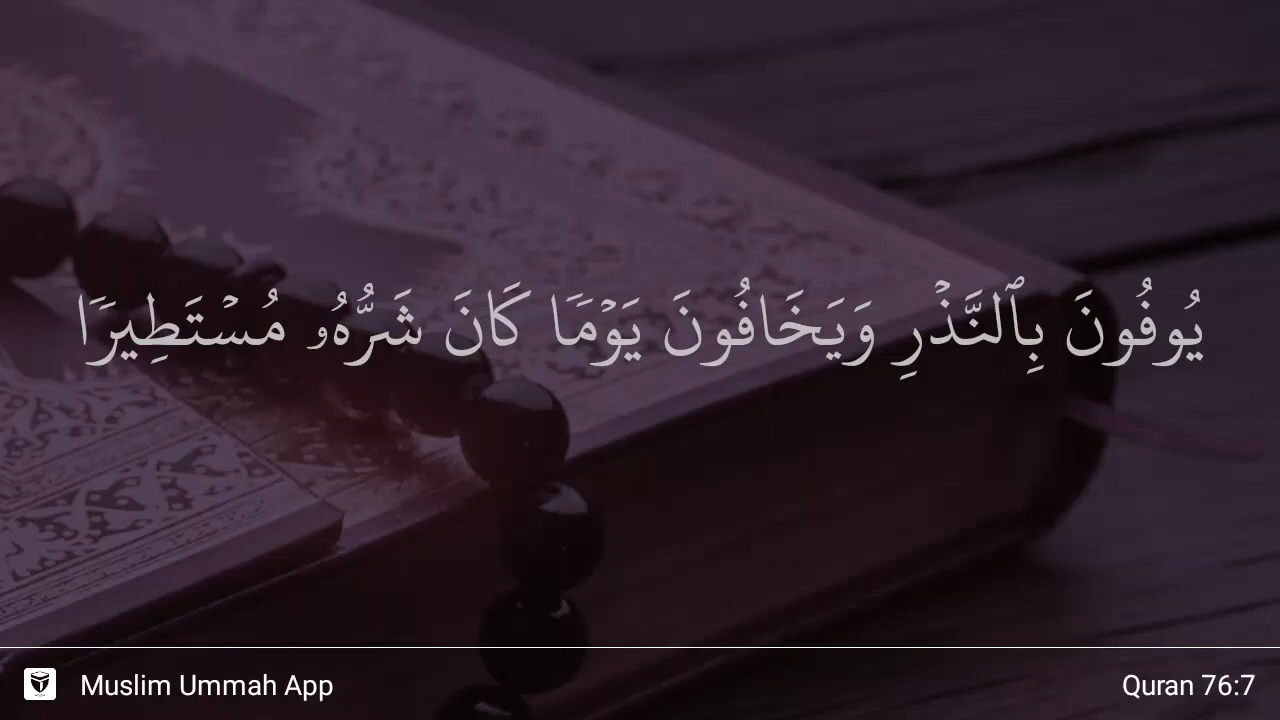 يُوفُونَ بِٱلنَّذۡرِ وَيَخَافُونَ يَوۡمٗا كَانَ شَرُّهُۥ مُسۡتَطِيرٗا
Muslim Ummah App
Quran 76:7